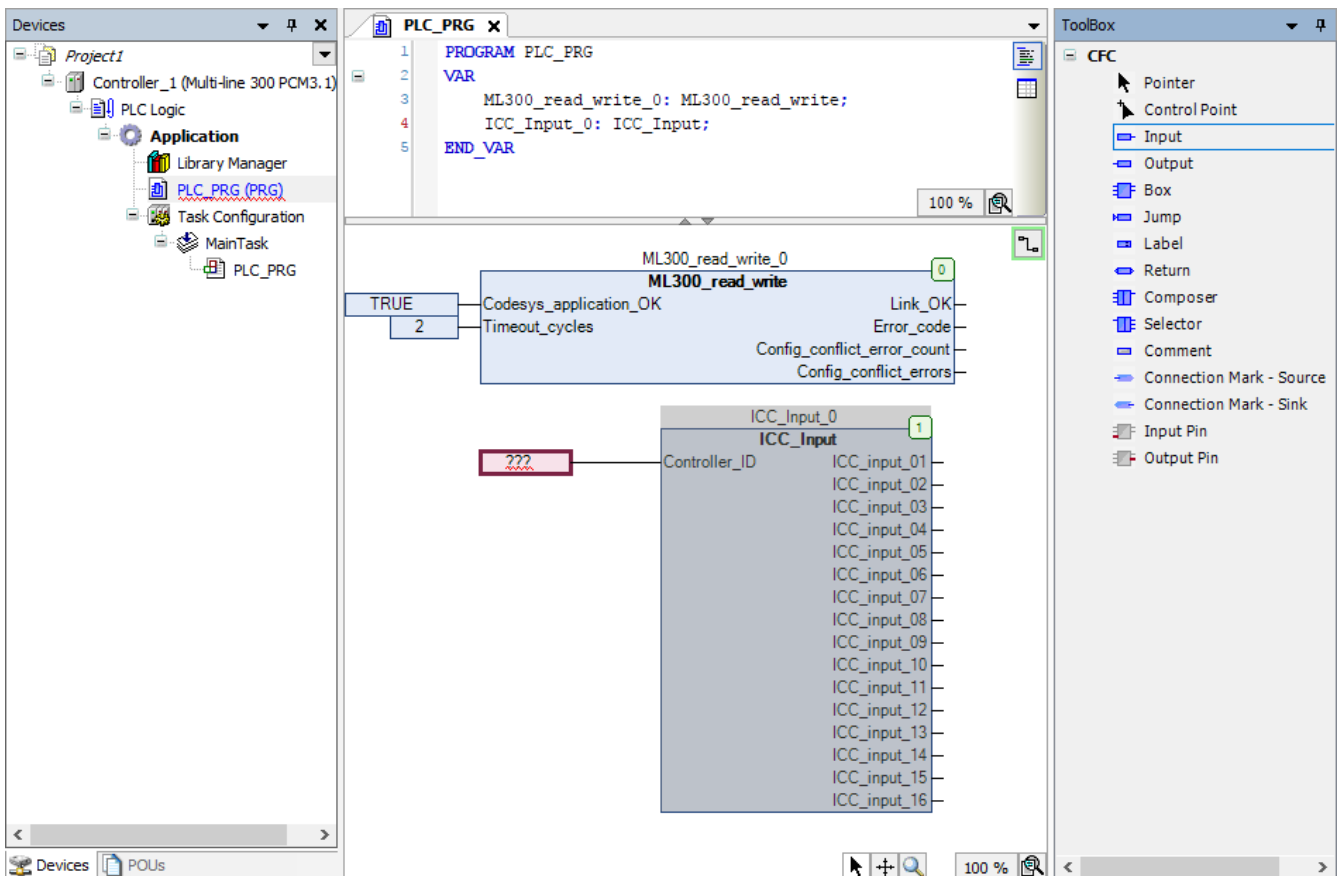 Devices
Project1
Controller_1 (Multi-line 300 PCM3.1)
PLC Logic
Application
Library Manager
PLC_PRG (PRG)
Task Configuration
MainTask
PLC_PRG
Devices
POUs
PLC_PRG
1 PROGRAM PLC_PRG
2 VAR
3 ML300_read_write_0: ML300_read_write;
4 ICC_Input_0: ICC_Input;
5 END_VAR
100 %
ML300_read_write_0
ML300_read_write
0
TRUE
Codesys_application_OK
Link_OK
2
Timeout_cycles
Error_code
Config_conflict_error_count
Config_conflict_errors
ICC_Input_0
1
ICC_Input
???
Controller_ID
ICC_input_01
ICC_input_02
ICC_input_03
ICC_input_04
ICC_input_05
ICC_input_06
ICC_input_07
ICC_input_08
ICC_input_09
ICC_input_10
ICC_input_11
ICC_input_12
ICC_input_13
ICC_input_14
ICC_input_15
ICC_input_16
100 %
ToolBox
CFC
Pointer
Control Point
Input
Output
Box
Jump
Label
Return
Composer
Selector
Comment
Connection Mark - Source
Connection Mark - Sink
Input Pin
Output Pin